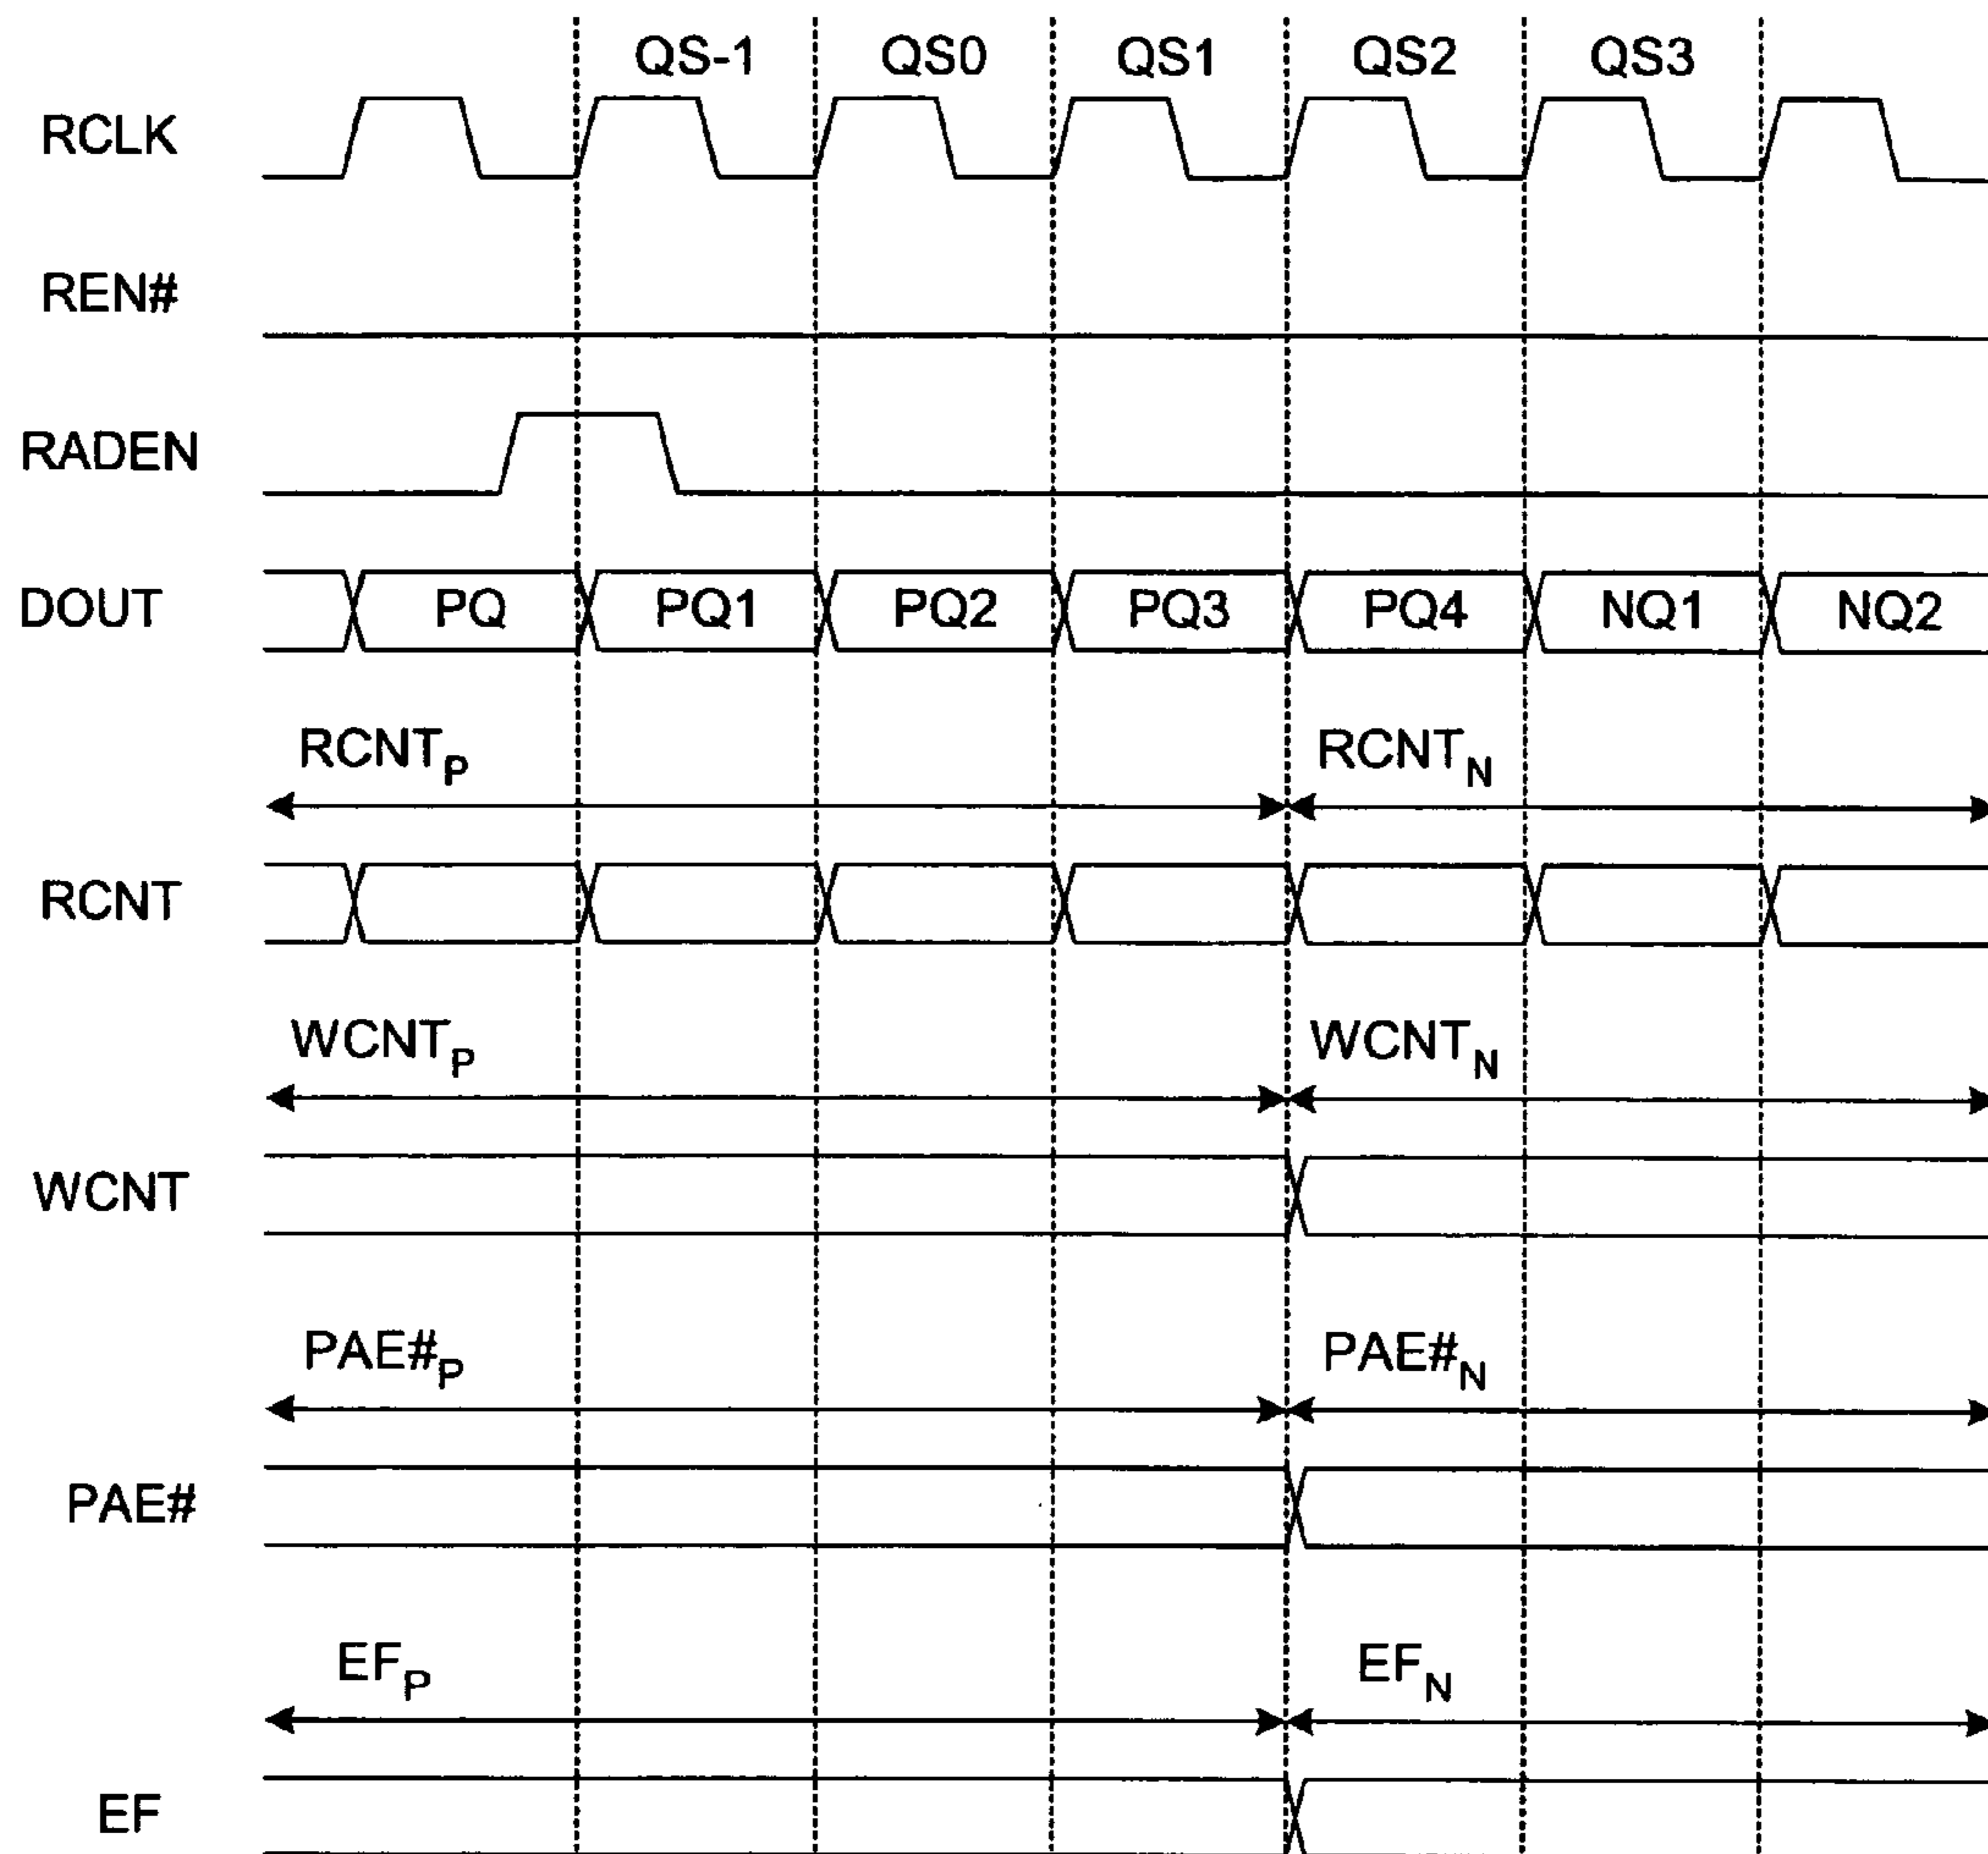 QS-1 QS0 QS1 QS2 QS3
RCLK
REN#
RADEN
DOUT PQ PQ1 PQ2 PQ3 PQ4 NQ1 NQ2
RCNTP RCNTN
RCNT
WCNTP WCNTN
WCNT
PAE#P PAE#N
PAE#
EFP EFN
EF